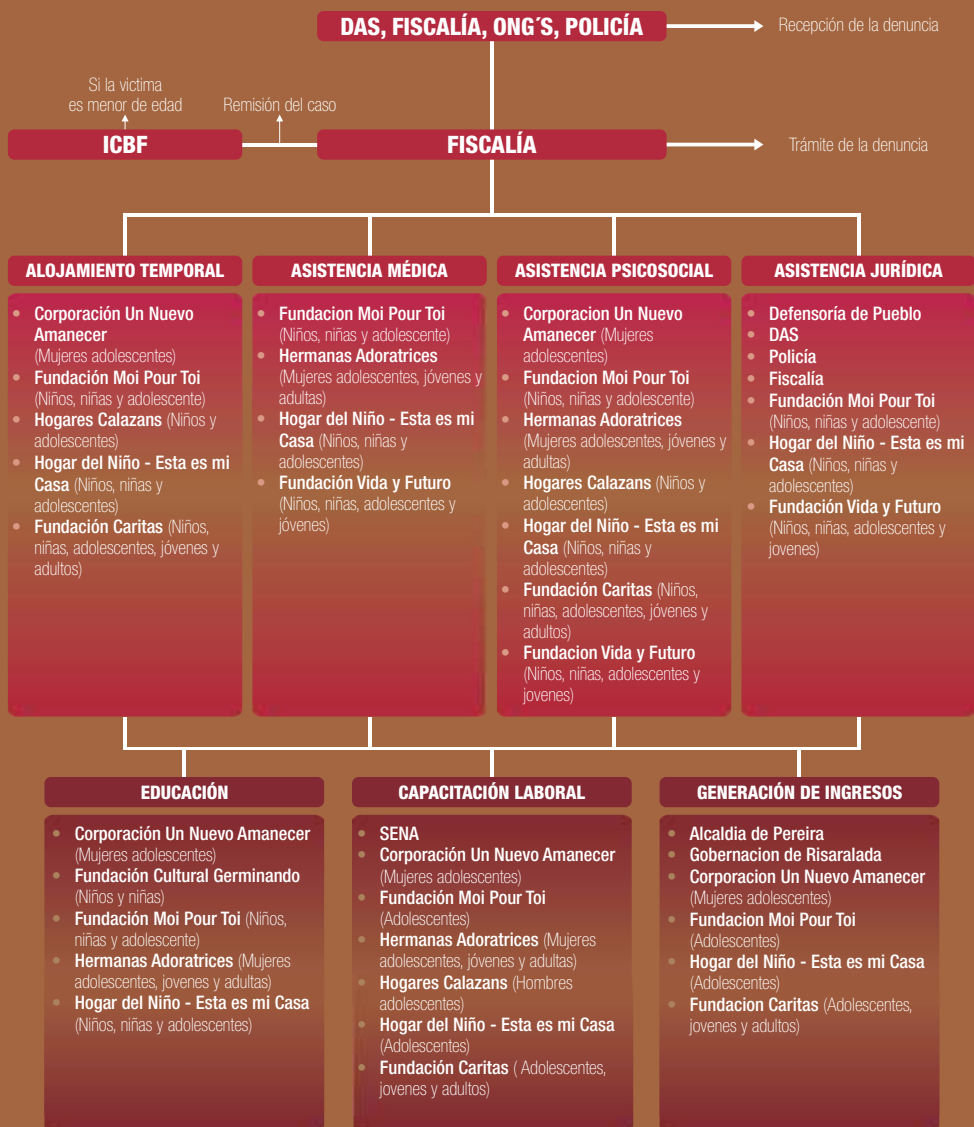 DAS, FISCALÍA, ONG´S, POLICÍA
Recepción de la denuncia
Si la victima
es menor de edad
Remisión del caso
ICBF
FISCALÍA
Trámite de la denuncia
ALOJAMIENTO TEMPORAL
• Corporación Un Nuevo
Amanecer
(Mujeres adolescentes)
• Fundación Moi Pour Toi
(Niños, niñas y adolescente)
• Hogares Calazans (Niños y
adolescentes)
• Hogar del Niño - Esta es mi
Casa (Niños, niñas y
adolescentes)
• Fundación Caritas (Niños,
niñas, adolescentes, jóvenes y
adultos)
ASISTENCIA MÉDICA
• Fundacion Moi Pour Toi
(Niños, niñas y adolescente)
• Hermanas Adoratrices
(Mujeres adolescentes, jóvenes y
adultas)
• Hogar del Niño - Esta es mi
Casa (Niños, niñas y
adolescentes)
• Fundación Vida y Futuro
(Niños, niñas, adolescentes y
jóvenes)
ASISTENCIA PSICOSOCIAL
• Corporacion Un Nuevo
Amanecer (Mujeres
adolescentes)
• Fundacion Moi Pour Toi
(Niños, niñas y adolescente)
• Hermanas Adoratrices
(Mujeres adolescentes, jóvenes y
adultas)
• Hogares Calazans (Niños y
adolescentes)
• Hogar del Niño - Esta es mi
Casa (Niños, niñas y
adolescentes)
• Fundación Caritas (Niños,
niñas, adolescentes, jóvenes y
adultos)
• Fundacion Vida y Futuro
(Niños, niñas, adolescentes y
jovenes)
ASISTENCIA JURÍDICA
• Defensoría de Pueblo
• DAS
• Policía
• Fiscalía
• Fundación Moi Pour Toi
(Niños, niñas y adolescente)
• Hogar del Niño - Esta es mi
Casa (Niños, niñas y
adolescentes)
• Fundación Vida y Futuro
(Niños, niñas, adolescentes y
jovenes)
EDUCACIÓN
• Corporación Un Nuevo Amanecer
(Mujeres adolescentes)
• Fundación Cultural Germinando
(Niños y niñas)
• Fundación Moi Pour Toi (Niños,
niñas y adolescente)
• Hermanas Adoratrices (Mujeres
adolescentes, jovenes y adultas)
• Hogar del Niño - Esta es mi Casa
(Niños, niñas y adolescentes)
CAPACITACIÓN LABORAL
• SENA
• Corporación Un Nuevo Amanecer
(Mujeres adolescentes)
• Fundación Moi Pour Toi
(Adolescentes)
• Hermanas Adoratrices (Mujeres
adolescentes, jóvenes y adultas)
• Hogares Calazans (Hombres
adolescentes)
• Hogar del Niño - Esta es mi Casa
(Adolescentes)
• Fundación Caritas ( Adolescentes,
jovenes y adultos)
GENERACIÓN DE INGRESOS
• Alcaldia de Pereira
• Gobernacion de Risaralada
• Corporacion Un Nuevo Amanecer
(Mujeres adolescentes)
• Fundacion Moi Pour Toi
(Adolescentes)
• Hogar del Niño - Esta es mi Casa
(Adolescentes)
• Fundacion Caritas (Adolescentes,
jovenes y adultos)